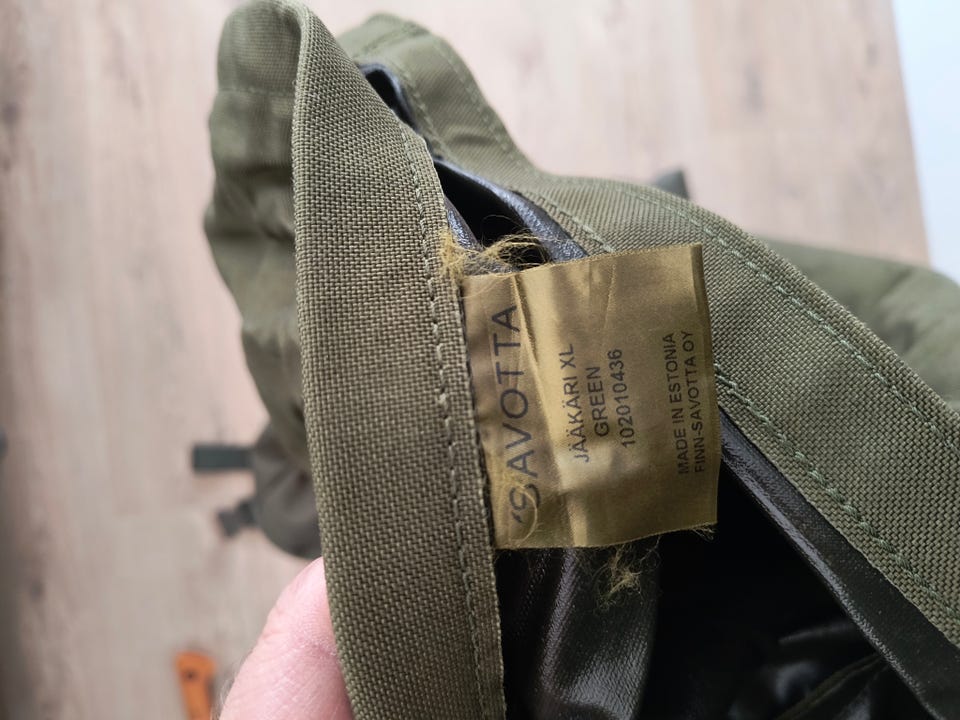 SAVOTTA
JÄÄKÄRI XL
GREEN
102010436
MADE IN ESTONIA
FINN-SAVOTTA OY